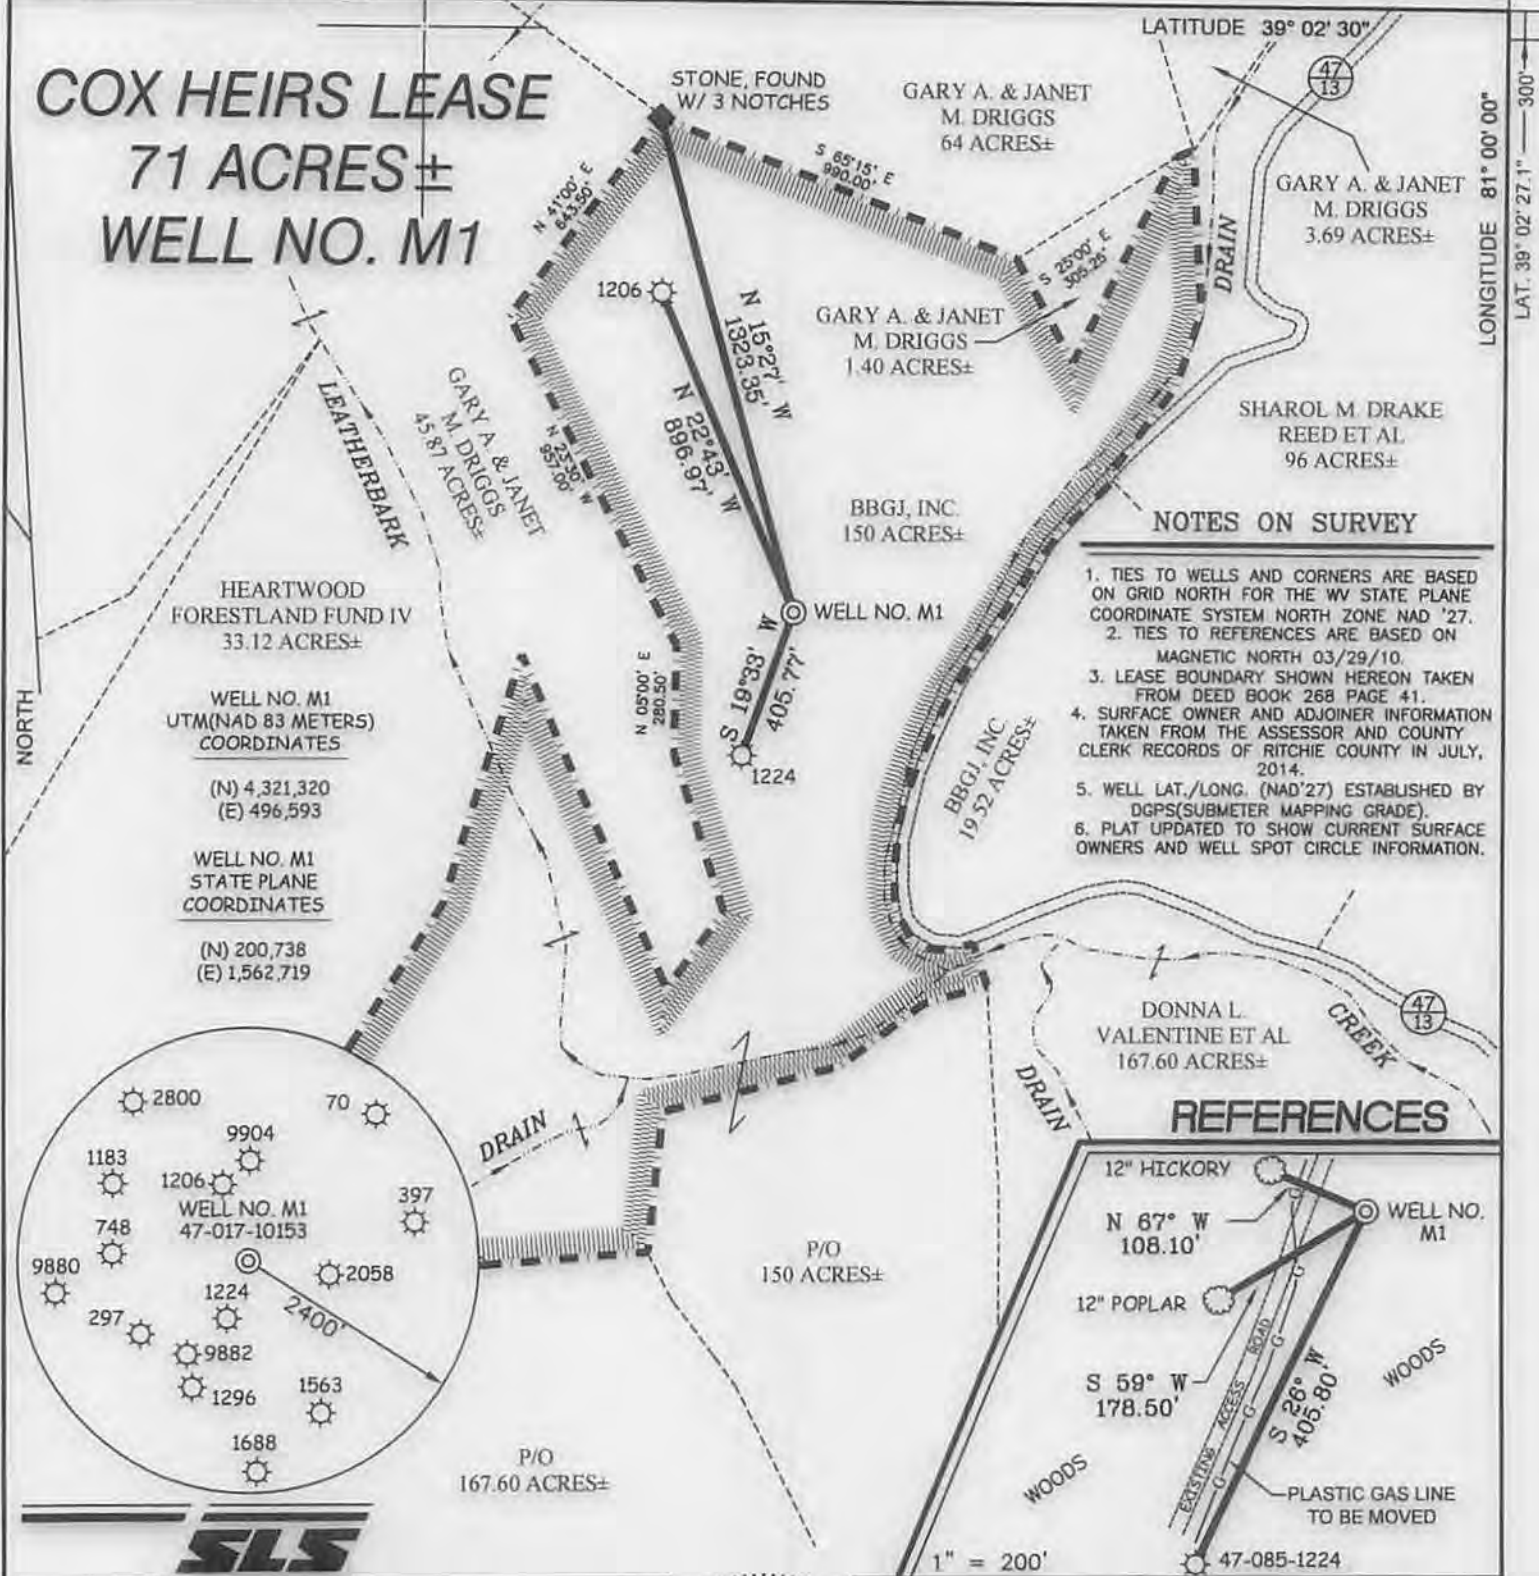 COX HEIRS LEASE
71 ACRES±
WELL NO. M1
STONE, FOUND
W/ 3 NOTCHES
LATITUDE 39° 02' 30"
47
13
GARY A. & JANET
M. DRIGGS
64 ACRES±
GARY A. & JANET
M. DRIGGS
3.69 ACRES±
LONGITUDE 81° 00' 00"
LAT. 39° 02' 27.1"
300'
N 41°00' E
643.50'
S 65°15' E
990.00'
S 25°00' E
305.25'
DRAIN
1206
N 15°27' W
1323.35'
N 22°43' W
896.97'
GARY A. & JANET
M. DRIGGS
1.40 ACRES±
LEATHERBARK
GARY A. & JANET
M. DRIGGS
45.87 ACRES±
N 23°30' W
957.00'
BBGJ, INC.
150 ACRES±
SHAROL M. DRAKE
REED ET AL
96 ACRES±
NOTES ON SURVEY
1. TIES TO WELLS AND CORNERS ARE BASED
ON GRID NORTH FOR THE WV STATE PLANE
COORDINATE SYSTEM NORTH ZONE NAD '27.
2. TIES TO REFERENCES ARE BASED ON
MAGNETIC NORTH 03/29/10.
3. LEASE BOUNDARY SHOWN HEREON TAKEN
FROM DEED BOOK 268 PAGE 41.
4. SURFACE OWNER AND ADJOINER INFORMATION
TAKEN FROM THE ASSESSOR AND COUNTY
CLERK RECORDS OF RITCHIE COUNTY IN JULY,
2014.
5. WELL LAT./LONG. (NAD'27) ESTABLISHED BY
DGPS(SUBMETER MAPPING GRADE).
6. PLAT UPDATED TO SHOW CURRENT SURFACE
OWNERS AND WELL SPOT CIRCLE INFORMATION.
HEARTWOOD
FORESTLAND FUND IV
33.12 ACRES±
WELL NO. M1
NORTH
WELL NO. M1
UTM(NAD 83 METERS)
COORDINATES
(N) 4,321,320
(E) 496,593
WELL NO. M1
STATE PLANE
COORDINATES
(N) 200,738
(E) 1,562,719
N 05°00' E
280.50'
S 19°33' W
405.77'
1224
BBGJ, INC
19.52 ACRES±
DONNA L.
VALENTINE ET AL
167.60 ACRES±
CREEK
47
13
DRAIN
DRAIN
2800
70
9904
1183
1206
WELL NO. M1
47-017-10153
397
748
9880
2058
1224
297
2400'
9882
1296
1563
1688
P/O
150 ACRES±
P/O
167.60 ACRES±
SLS
REFERENCES
12" HICKORY
N 67° W
108.10'
WELL NO.
M1
12" POPLAR
S 59° W
178.50'
EXISTING ACCESS ROAD
G
G
G
G
G
S 26° W
405.80'
WOODS
WOODS
PLASTIC GAS LINE
TO BE MOVED
1" = 200'
47-085-1224